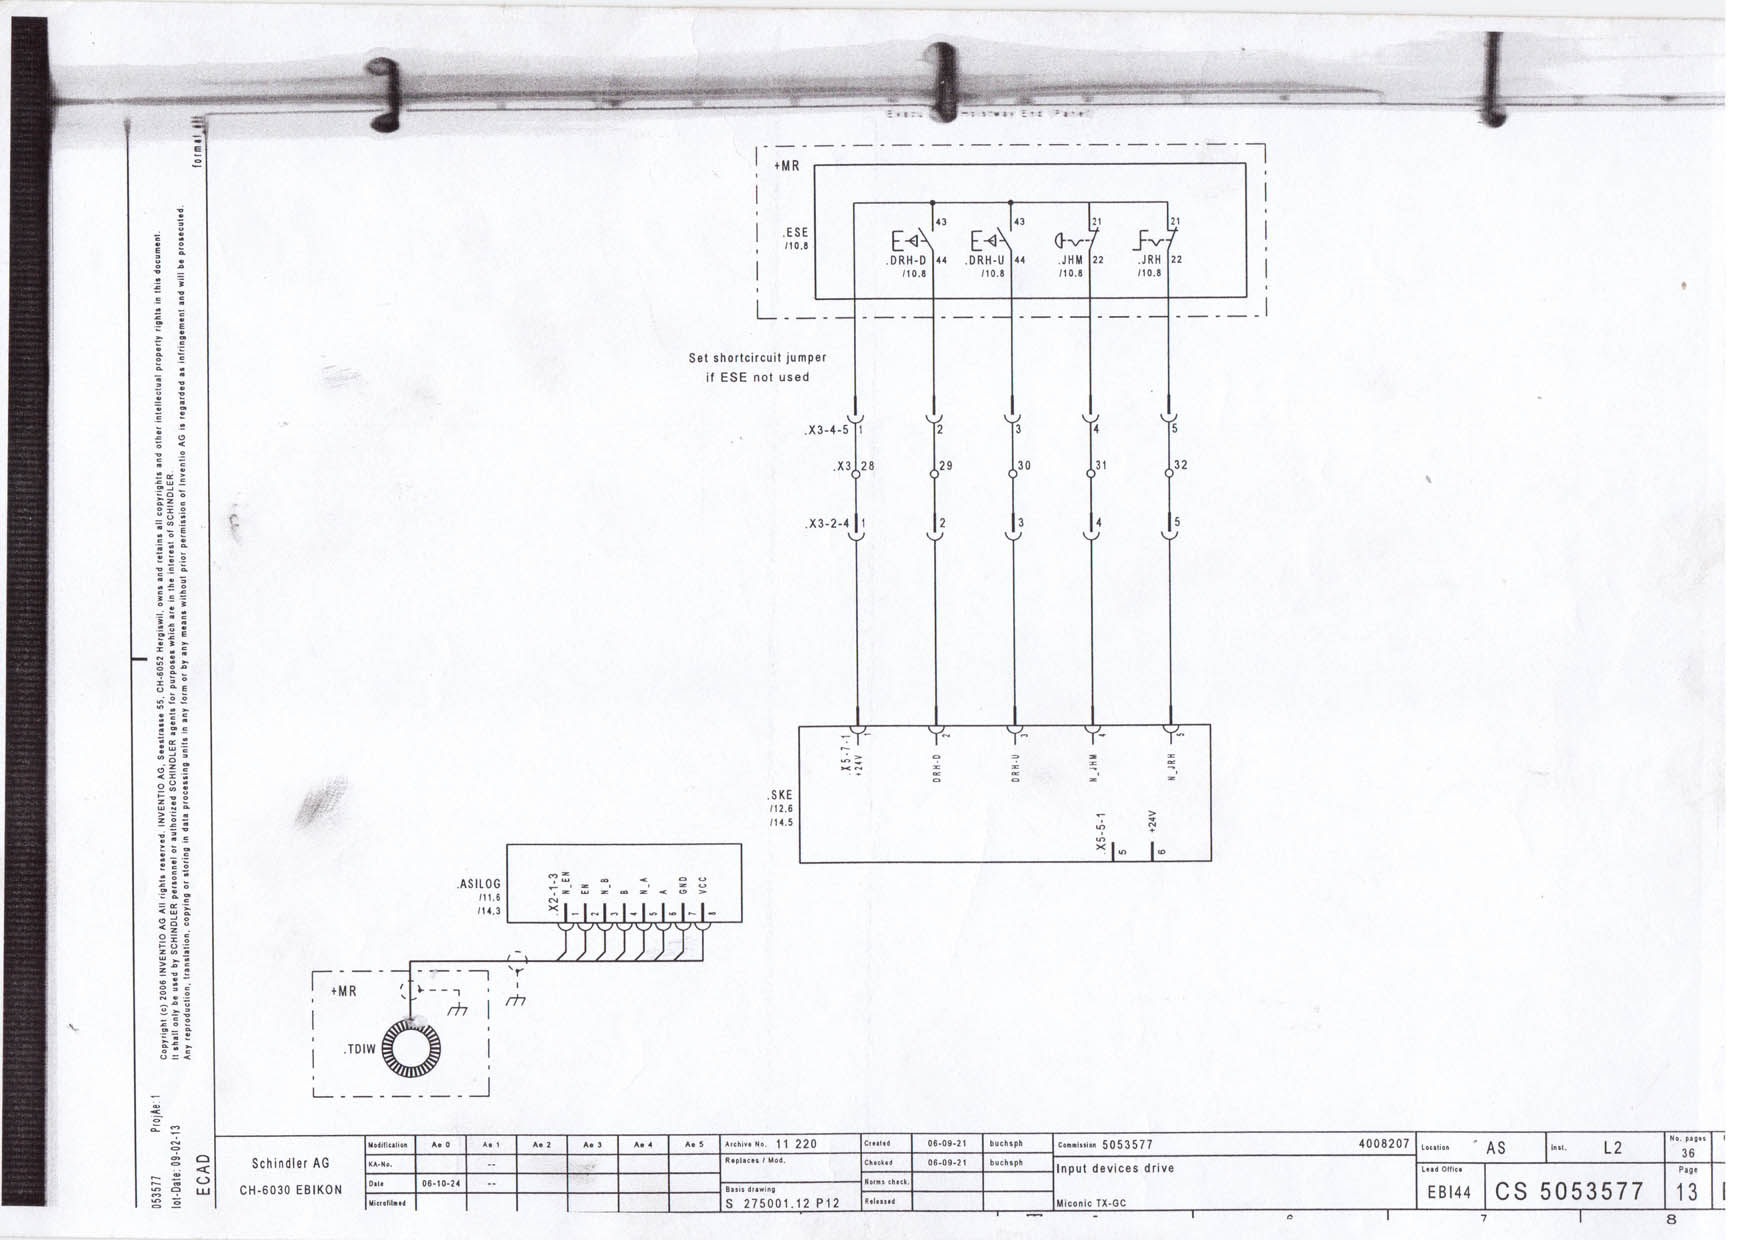 +MR
.ESE
/10.8
43
.DRH-D 44
/10.8
43
.DRH-U 44
/10.8
21
.JHM 22
/10.8
21
.JRH 22
/10.8
Set shortcircuit jumper
if ESE not used
.X3-4-5 1 2 3 4 5
.X3 28 29 30 31 32
.X3-2-4 1 2 3 4 5
.X5-7-1 1 2 3 4 5
+24V DRH-D DRH-U N_JHM N_JRH
.SKE
/12.6
/14.5
.X5-5-1 +24V
5 6
.ASILOG
/11.6
/14.3
.X2-1-3
N_EN EN N_B B N_A A GND VCC
1 2 3 4 5 6 7 8
+MR
.TDIW
format
Copyright (c) 2006 INVENTIO AG All rights reserved. INVENTIO AG, Seestrasse 55, CH-6052 Hergiswil, owns and retains all copyrights and other intellectual property rights in this document.
It shall only be used by SCHINDLER personnel or authorized SCHINDLER agents for purposes which are in the interest of SCHINDLER.
Any reproduction, translation, copying or storing in data processing units in any form or by any means without prior permission of Inventio AG is regarded as infringement and will be prosecuted.
053577 ProjAe:1
lot-Date: 09-02-13
ECAD
Schindler AG
CH-6030 EBIKON
Modification Ae 0 Ae 1 Ae 2 Ae 3 Ae 4 Ae 5
KA-No. --
Date 06-10-24 --
Microfilmed
Archive No. 11 220
Replaces / Mod.
Basis drawing
S 275001.12 P12
Created 06-09-21 buchsph
Checked 06-09-21 buchsph
Norms check.
Released
Commission 5053577 4008207
Input devices drive
Miconic TX-GC
Location AS
Inst. L2
Lead Office
EBI44
CS 5053577
No. pages
36
Page
13
7 8